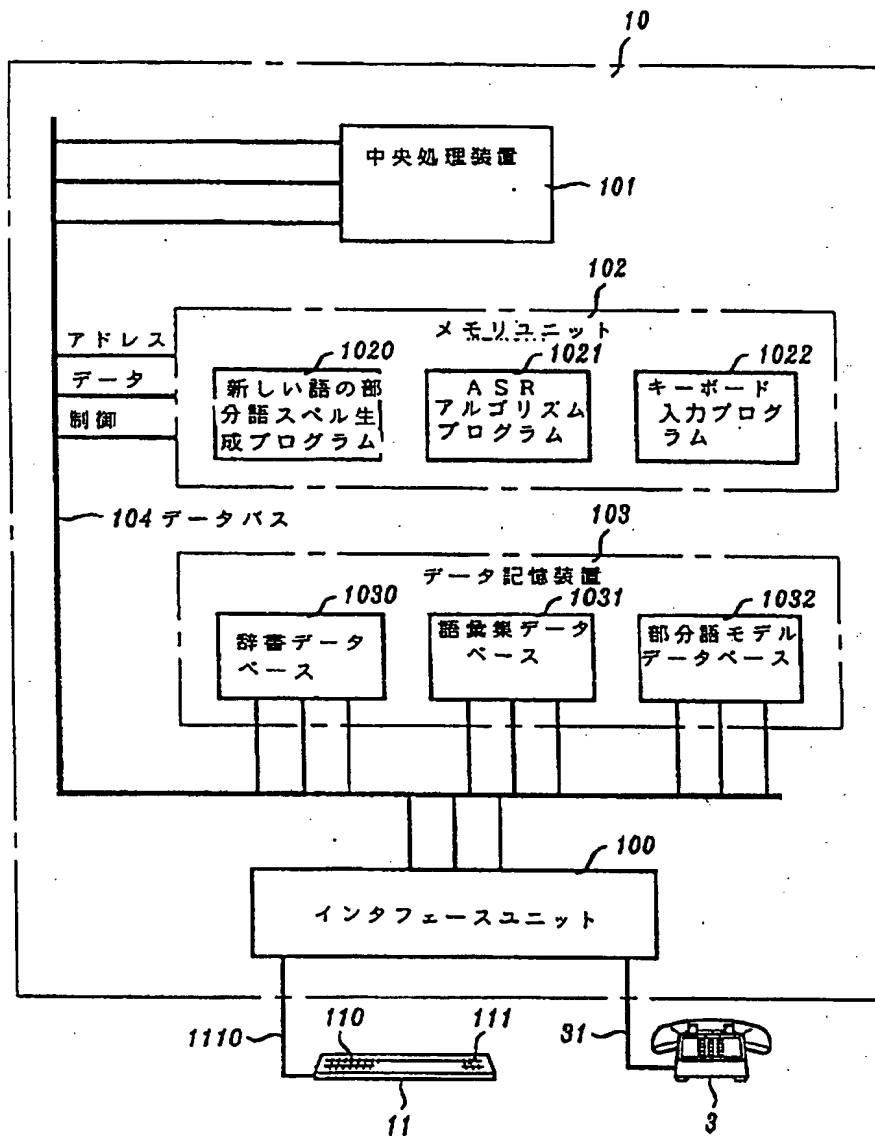 10
中央処理装置
101
102
メモリユニット
アドレス
データ
制御
1020
新しい語の部
分語スペル生
成プログラム
1021
ASR
アルゴリズム
プログラム
1022
キーボード
入力プログ
ラム
104 データバス
103
データ記憶装置
1030
辞書データ
ベース
1031
語彙集データ
ベース
1032
部分語モデル
データベース
100
インタフェースユニット
1110
110
111
11
31
3